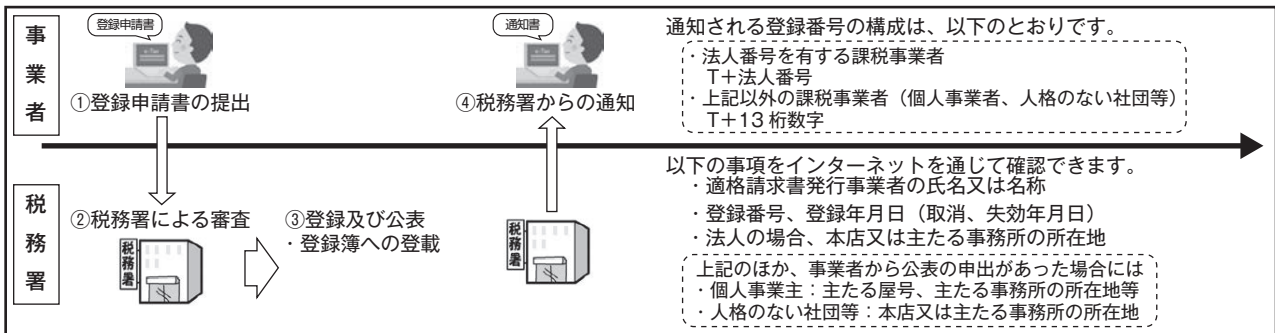 事業者
登録申請書
①登録申請書の提出
通知書
④税務署からの通知
通知される登録番号の構成は、以下のとおりです。
・法人番号を有する課税事業者
T+法人番号
・上記以外の課税事業者（個人事業者、人格のない社団等）
T+13桁数字
税務署
②税務署による審査
税務署
③登録及び公表
・登録簿への登載
税務署
以下の事項をインターネットを通じて確認できます。
・適格請求書発行事業者の氏名又は名称
・登録番号、登録年月日（取消、失効年月日）
・法人の場合、本店又は主たる事務所の所在地
上記のほか、事業者から公表の申出があった場合には
・個人事業主：主たる屋号、主たる事務所の所在地等
・人格のない社団等：本店又は主たる事務所の所在地